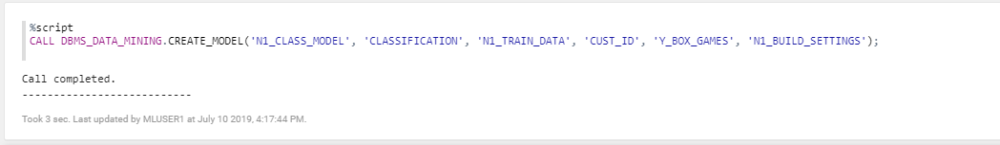 %script
CALL DBMS_DATA_MINING.CREATE_MODEL('N1_CLASS_MODEL', 'CLASSIFICATION', 'N1_TRAIN_DATA', 'CUST_ID', 'Y_BOX_GAMES', 'N1_BUILD_SETTINGS');
Call completed.
---------------------------
Took 3 sec. Last updated by MLUSER1 at July 10 2019, 4:17:44 PM.